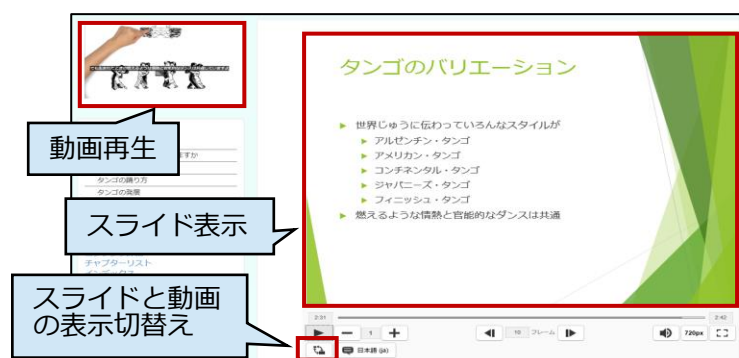 動画再生
ますか
タンゴの踊り方
タンゴの発展
スライド表示
チャプターリスト
スライドと動画
の表示切替え
タンゴのバリエーション
世界じゅうに伝わっていろんなスタイルが
アルゼンチン・タンゴ
アメリカン・タンゴ
コンチネンタル・タンゴ
ジャパニーズ・タンゴ
フィニッシュ・タンゴ
燃えるような情熱と官能的なダンスは共通
2:31
2:42
1
10 フレーム
720px
日本語 (ja)